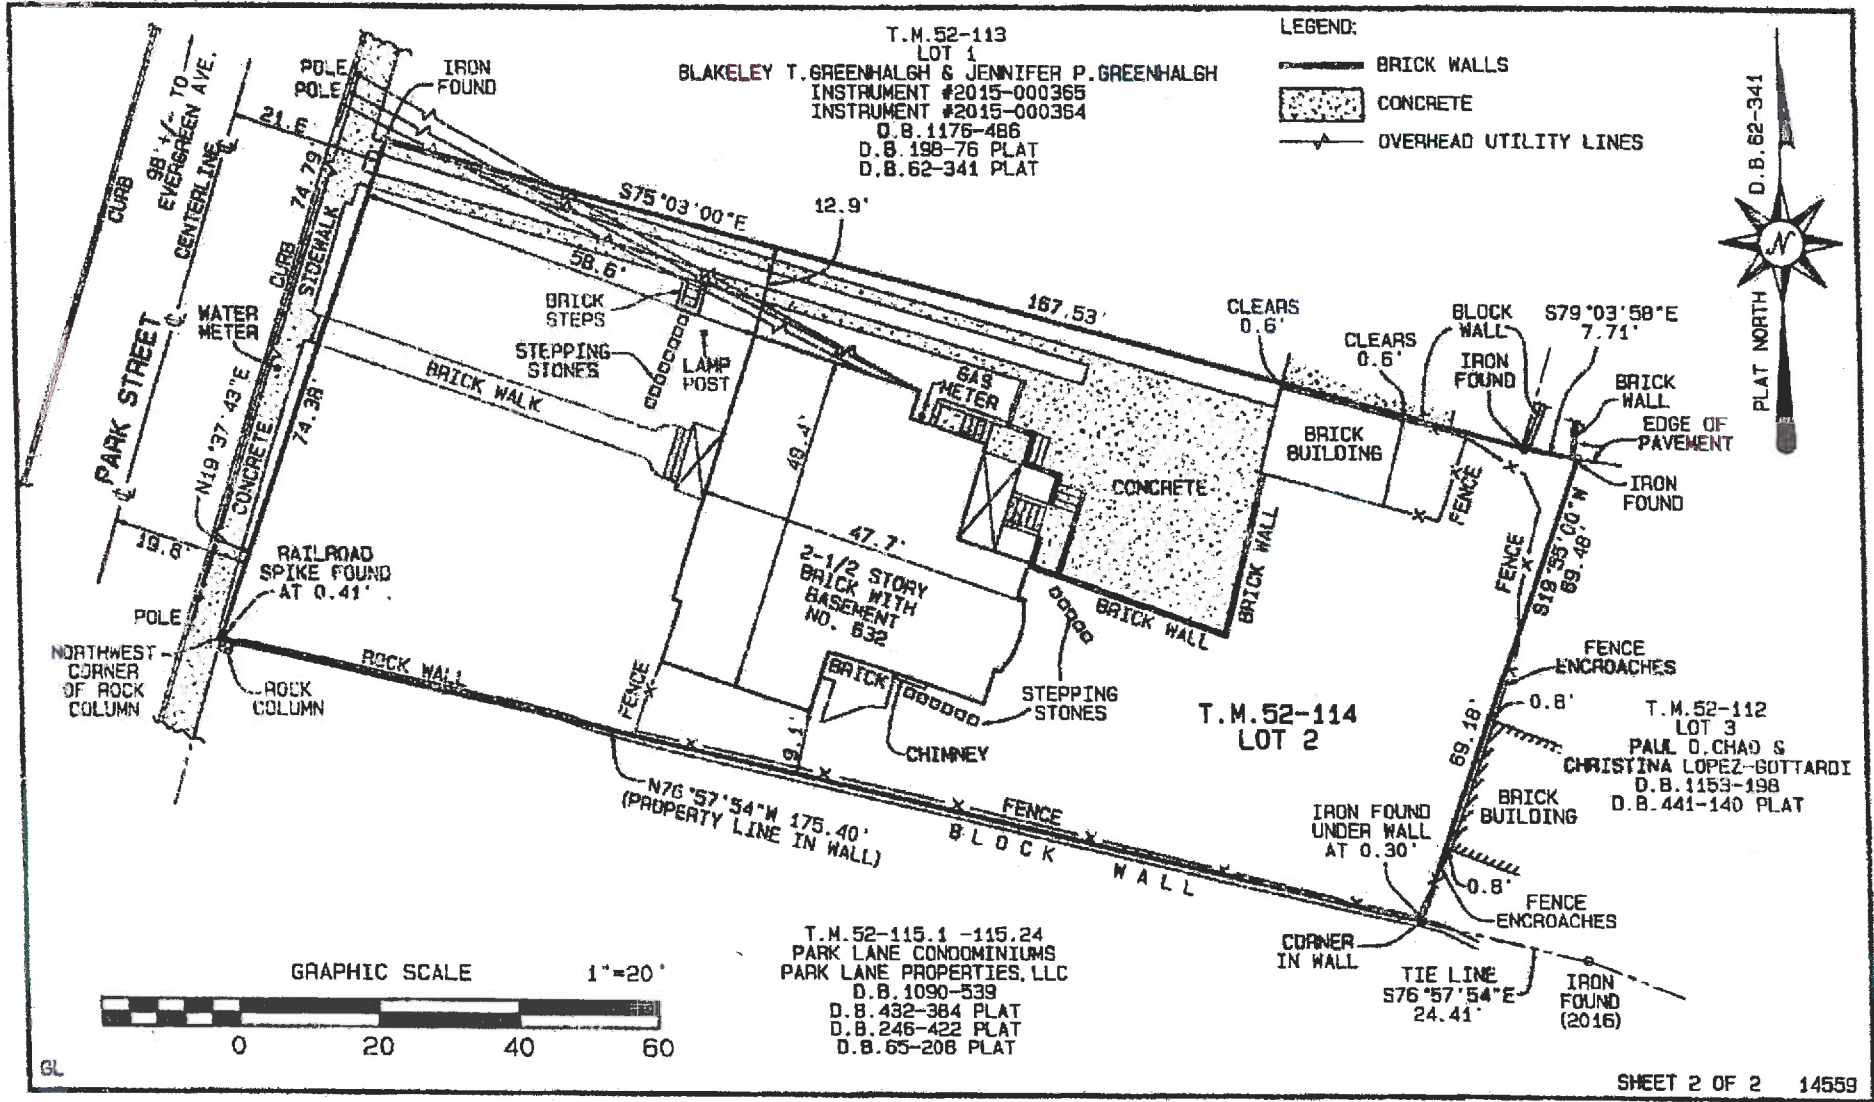 T.M.52-113
LOT 1
BLAKELEY T.GREENHALGH & JENNIFER P.GREENHALGH
INSTRUMENT #2015-000365
INSTRUMENT #2015-000364
D.B.1176-486
D.B.198-76 PLAT
D.B.62-341 PLAT
LEGEND:
BRICK WALLS
CONCRETE
OVERHEAD UTILITY LINES
D.B.62-341
N
PLAT NORTH
POLE
POLE
IRON
FOUND
98' +/- TO
EVERGREEN AVE.
CURB
CENTERLINE
21.6
74.79'
CURB
SIDEWALK
WATER
METER
PARK STREET
N19°37'43"E
CONCRETE
74.38
19.8'
RAILROAD
SPIKE FOUND
AT 0.41'
POLE
NORTHWEST
CORNER
OF ROCK
COLUMN
ROCK
COLUMN
ROCK WALL
S75°03'00"E
12.9'
58.6'
167.53'
BRICK
STEPS
STEPPING
STONES
LAMP
POST
BRICK WALK
GAS
METER
CLEARS
0.6'
CLEARS
0.6'
BLOCK
WALL
IRON
FOUND
S79°03'58"E
7.71'
BRICK
WALL
EDGE OF
PAVEMENT
IRON
FOUND
BRICK
BUILDING
FENCE
FENCE
S19°55'00"W
69.48'
CONCRETE
BRICK WALL
BRICK WALL
47.7'
2-1/2 STORY
BRICK WITH
BASEMENT
NO. 632
BRICK
CHIMNEY
STEPPING
STONES
FENCE
9.1'
T.M.52-114
LOT 2
FENCE
ENCROACHES
0.8'
69.18'
T.M.52-112
LOT 3
PAUL D.CHAO &
CHRISTINA LOPEZ-GOTTARDI
D.B.1153-198
D.B.441-140 PLAT
BRICK
BUILDING
IRON FOUND
UNDER WALL
AT 0.30'
0.8'
FENCE
ENCROACHES
N76°57'54"W 175.40'
(PROPERTY LINE IN WALL)
FENCE
BLOCK WALL
CORNER
IN WALL
TIE LINE
S76°57'54"E
24.41'
IRON
FOUND
(2016)
T.M.52-115.1 -115.24
PARK LANE CONDOMINIUMS
PARK LANE PROPERTIES,LLC
D.B.1090-539
D.B.432-384 PLAT
D.B.246-422 PLAT
D.B.65-206 PLAT
GRAPHIC SCALE 1"=20'
0 20 40 60
GL
SHEET 2 OF 2 14559